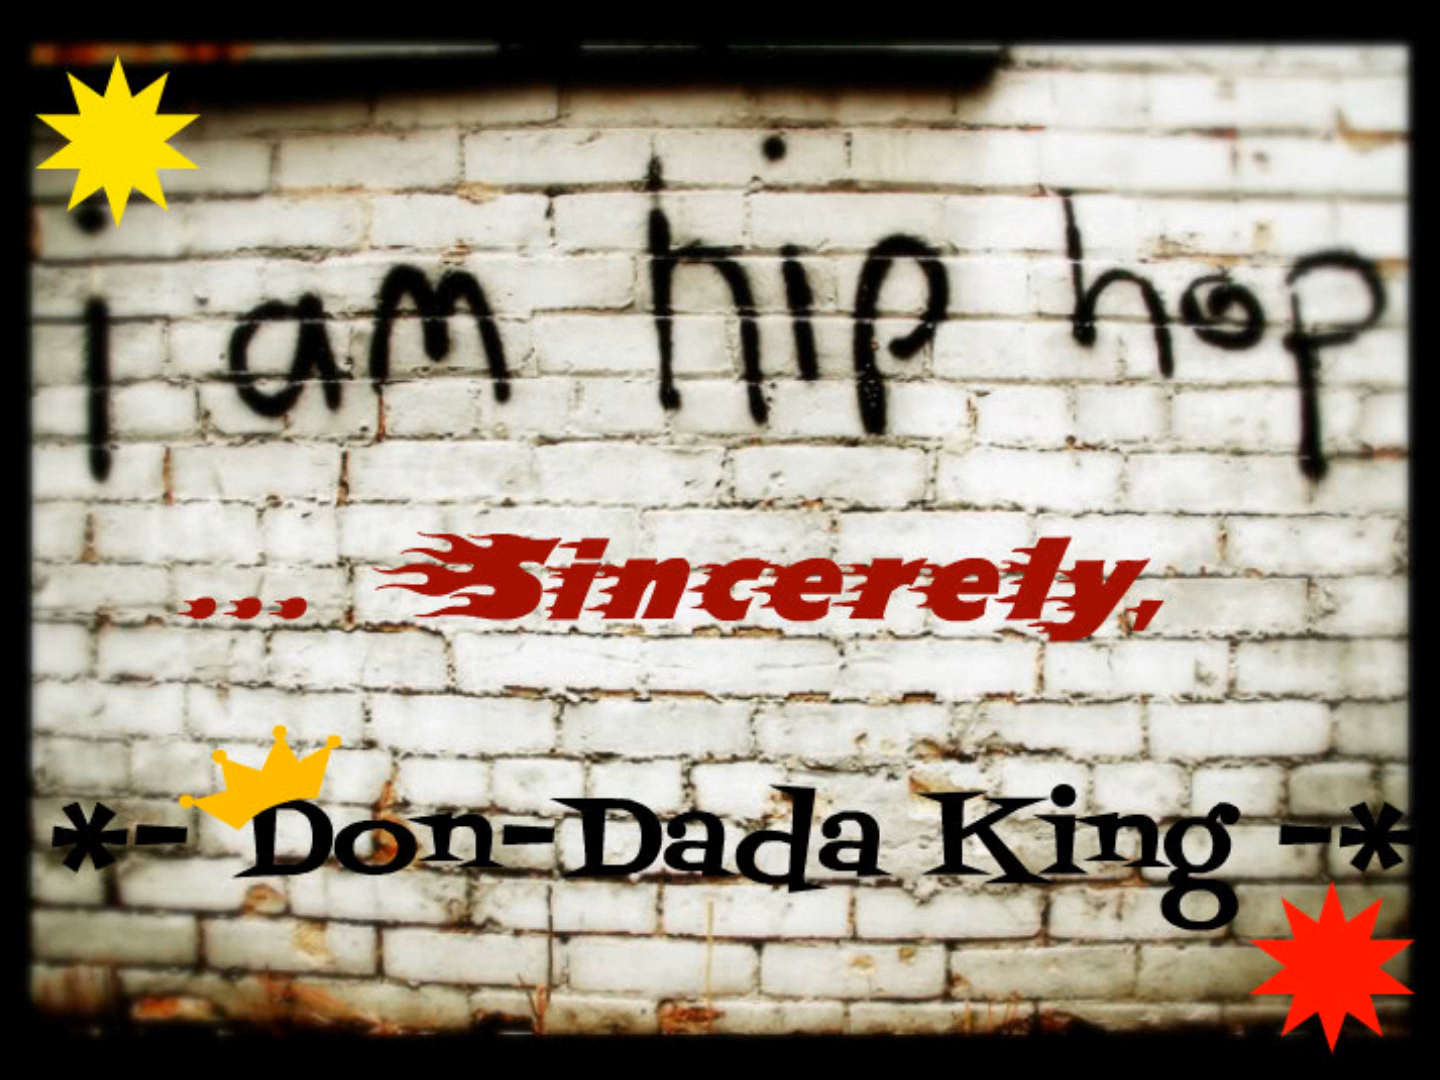 i am hip hop
... Sincerely,
*- Don-Dada King -*